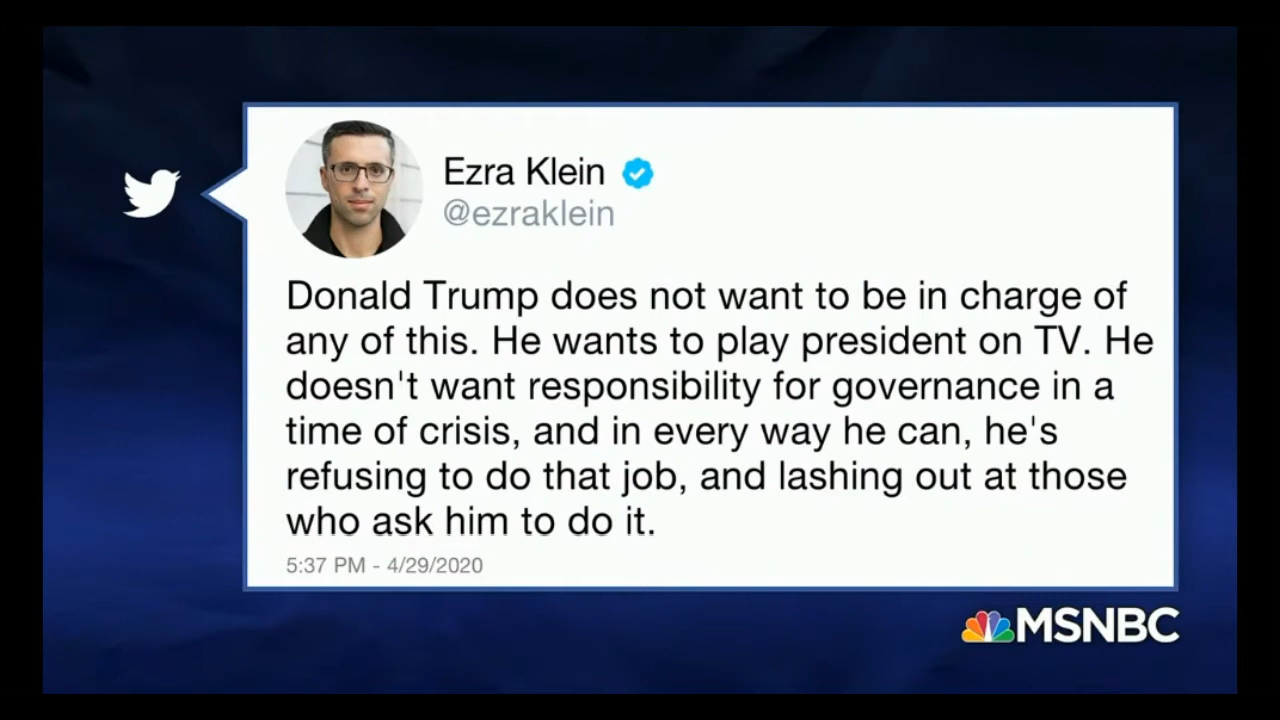 Ezra Klein
@ezraklein
Donald Trump does not want to be in charge of
any of this. He wants to play president on TV. He
doesn't want responsibility for governance in a
time of crisis, and in every way he can, he's
refusing to do that job, and lashing out at those
who ask him to do it.
5:37 PM - 4/29/2020
MSNBC